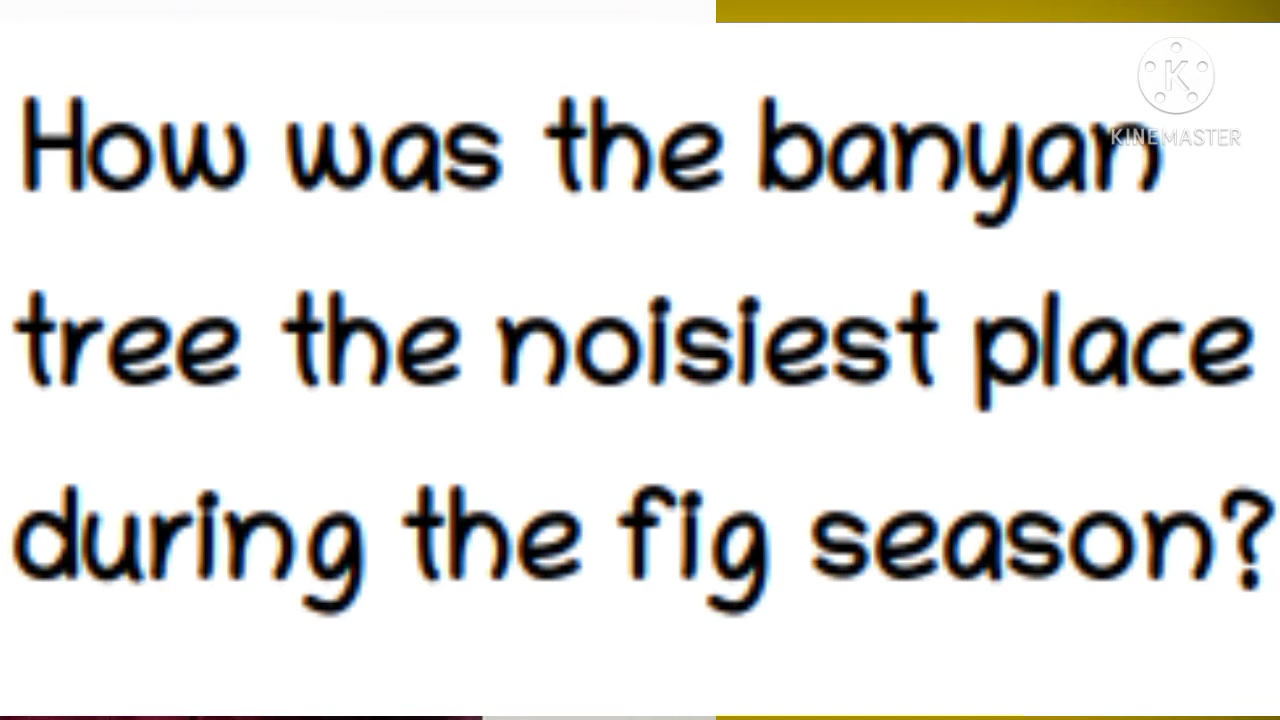 How was the banyan
KINEMASTER
tree the noisiest place
during the fig season?